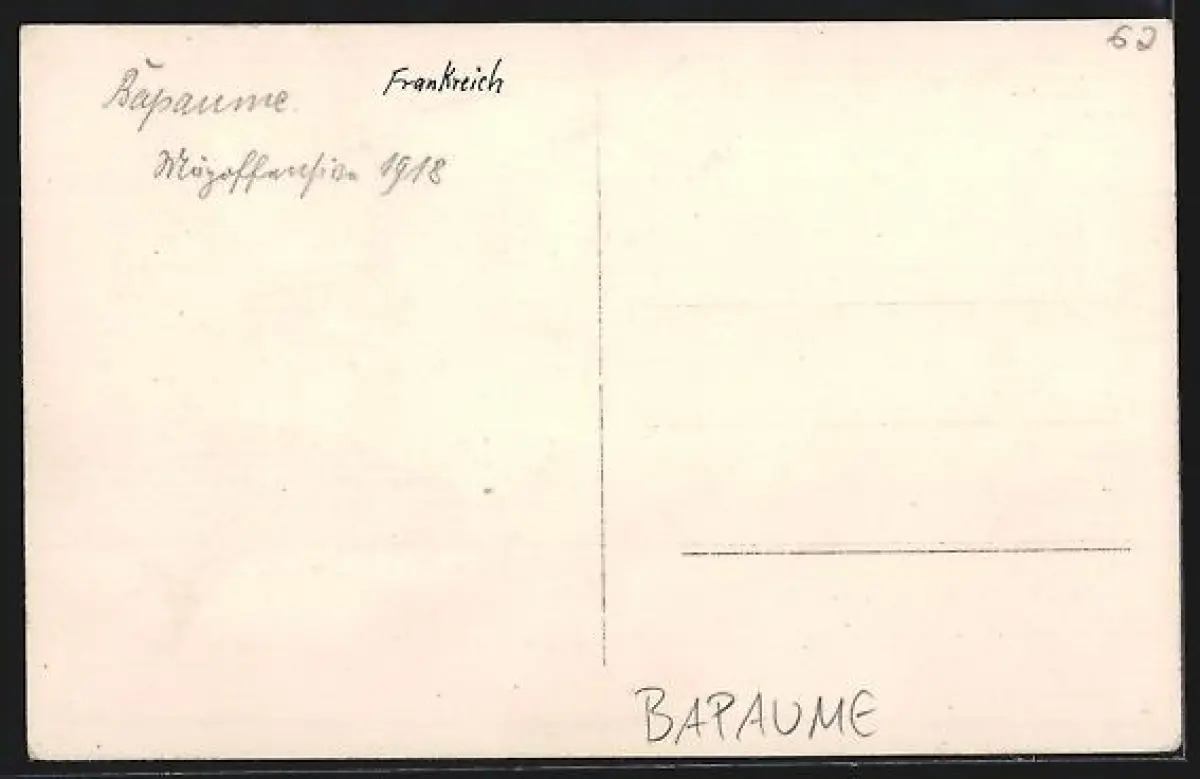 62
Bapaume. Frankreich
Märzoffensive 1918
BAPAUME